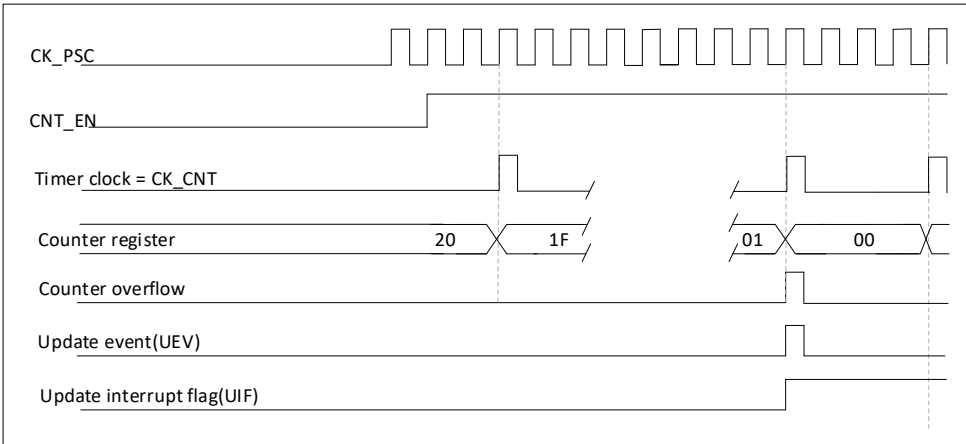 CK_PSC
CNT_EN
Timer clock = CK_CNT
Counter register 20 1F 01 00
Counter overflow
Update event(UEV)
Update interrupt flag(UIF)